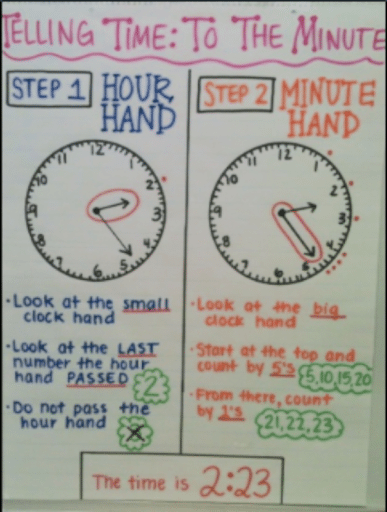 TELLING TIME: TO THE MINUTE
STEP 1 HOUR
HAND
12
1
2
3
4
5
6
7
8
9
10
11
·Look at the small
clock hand
·Look at the LAST
number the hour
hand PASSED 2
·Do not pass the
hour hand
X
STEP 2 MINUTE
HAND
12
1
2
3
4
5
6
7
8
9
10
11
·Look at the big
clock hand
·Start at the top and
count by 5's 5,10,15,20
·From there, count
by 1's 21,22,23
The time is 2:23